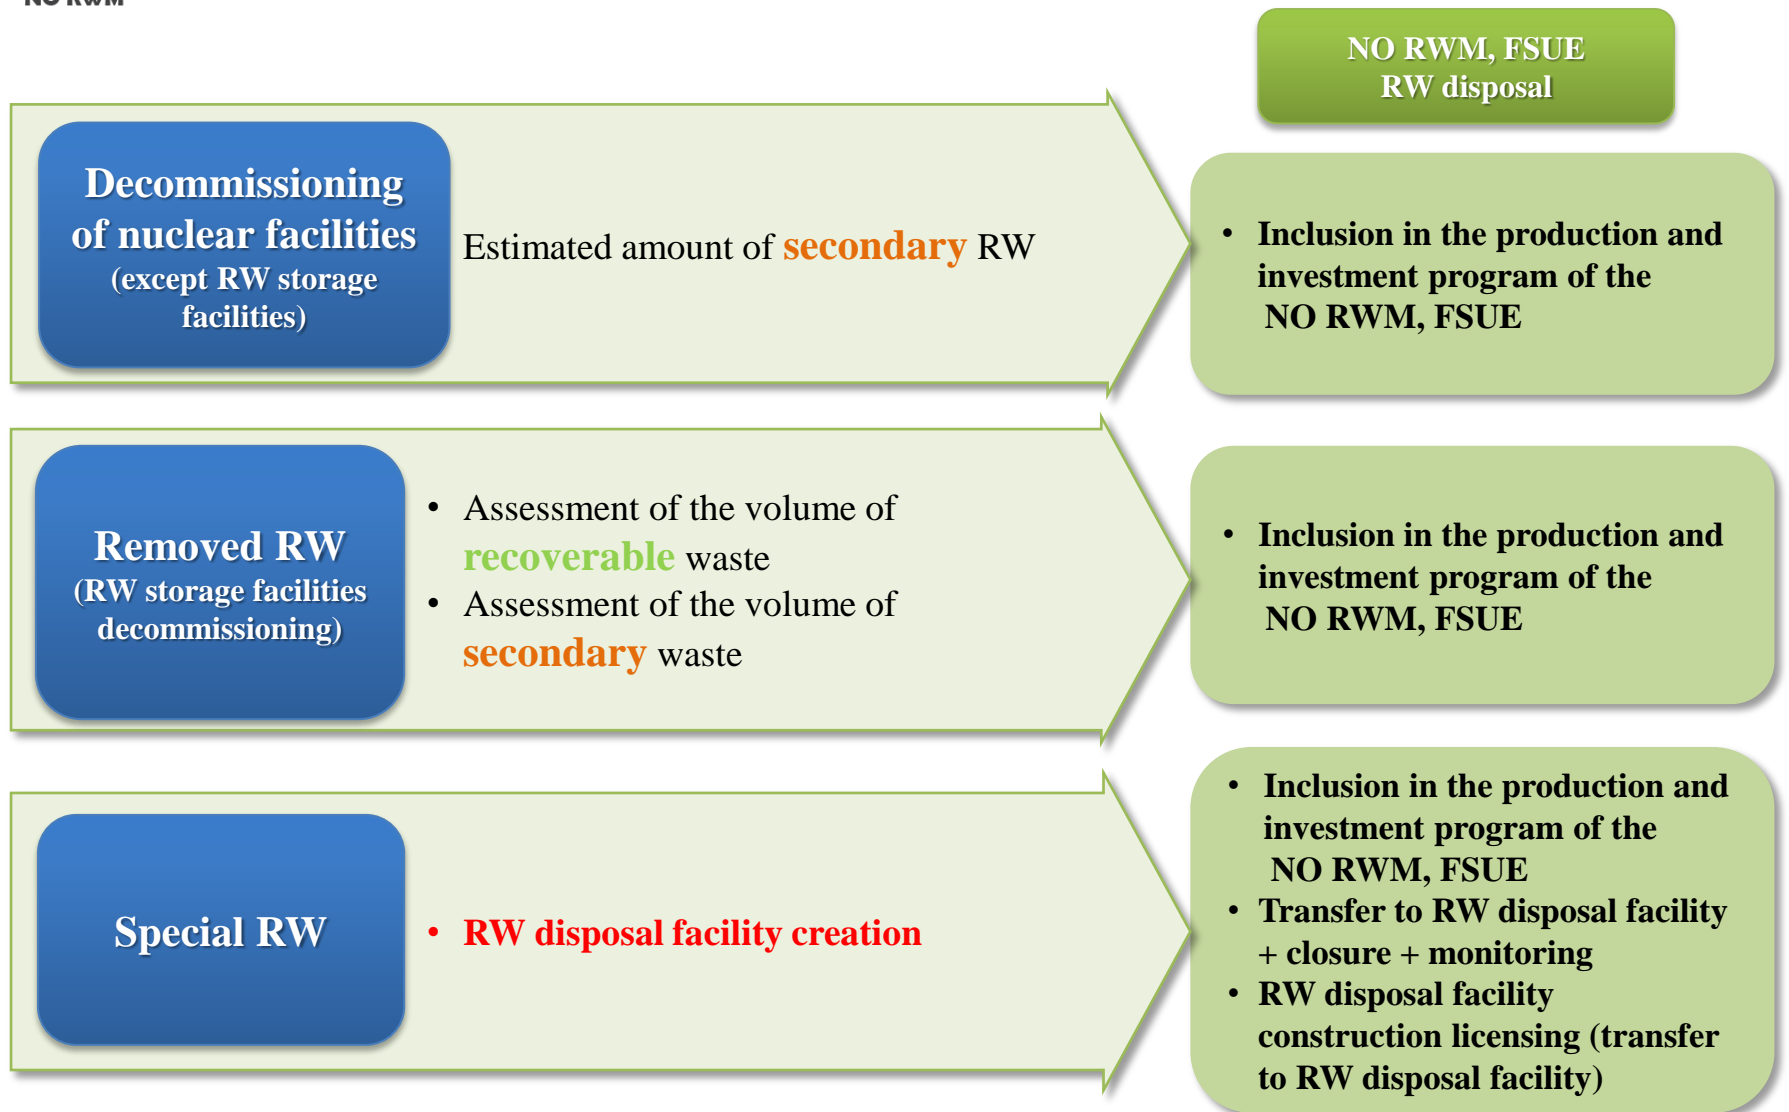 NO RWM
NO RWM, FSUE
RW disposal
Decommissioning
of nuclear facilities
(except RW storage
facilities)
Estimated amount of secondary RW
• Inclusion in the production and
investment program of the
NO RWM, FSUE
Removed RW
(RW storage facilities
decommissioning)
• Assessment of the volume of
recoverable waste
• Assessment of the volume of
secondary waste
• Inclusion in the production and
investment program of the
NO RWM, FSUE
Special RW
• RW disposal facility creation
• Inclusion in the production and
investment program of the
NO RWM, FSUE
• Transfer to RW disposal facility
+ closure + monitoring
• RW disposal facility
construction licensing (transfer
to RW disposal facility)